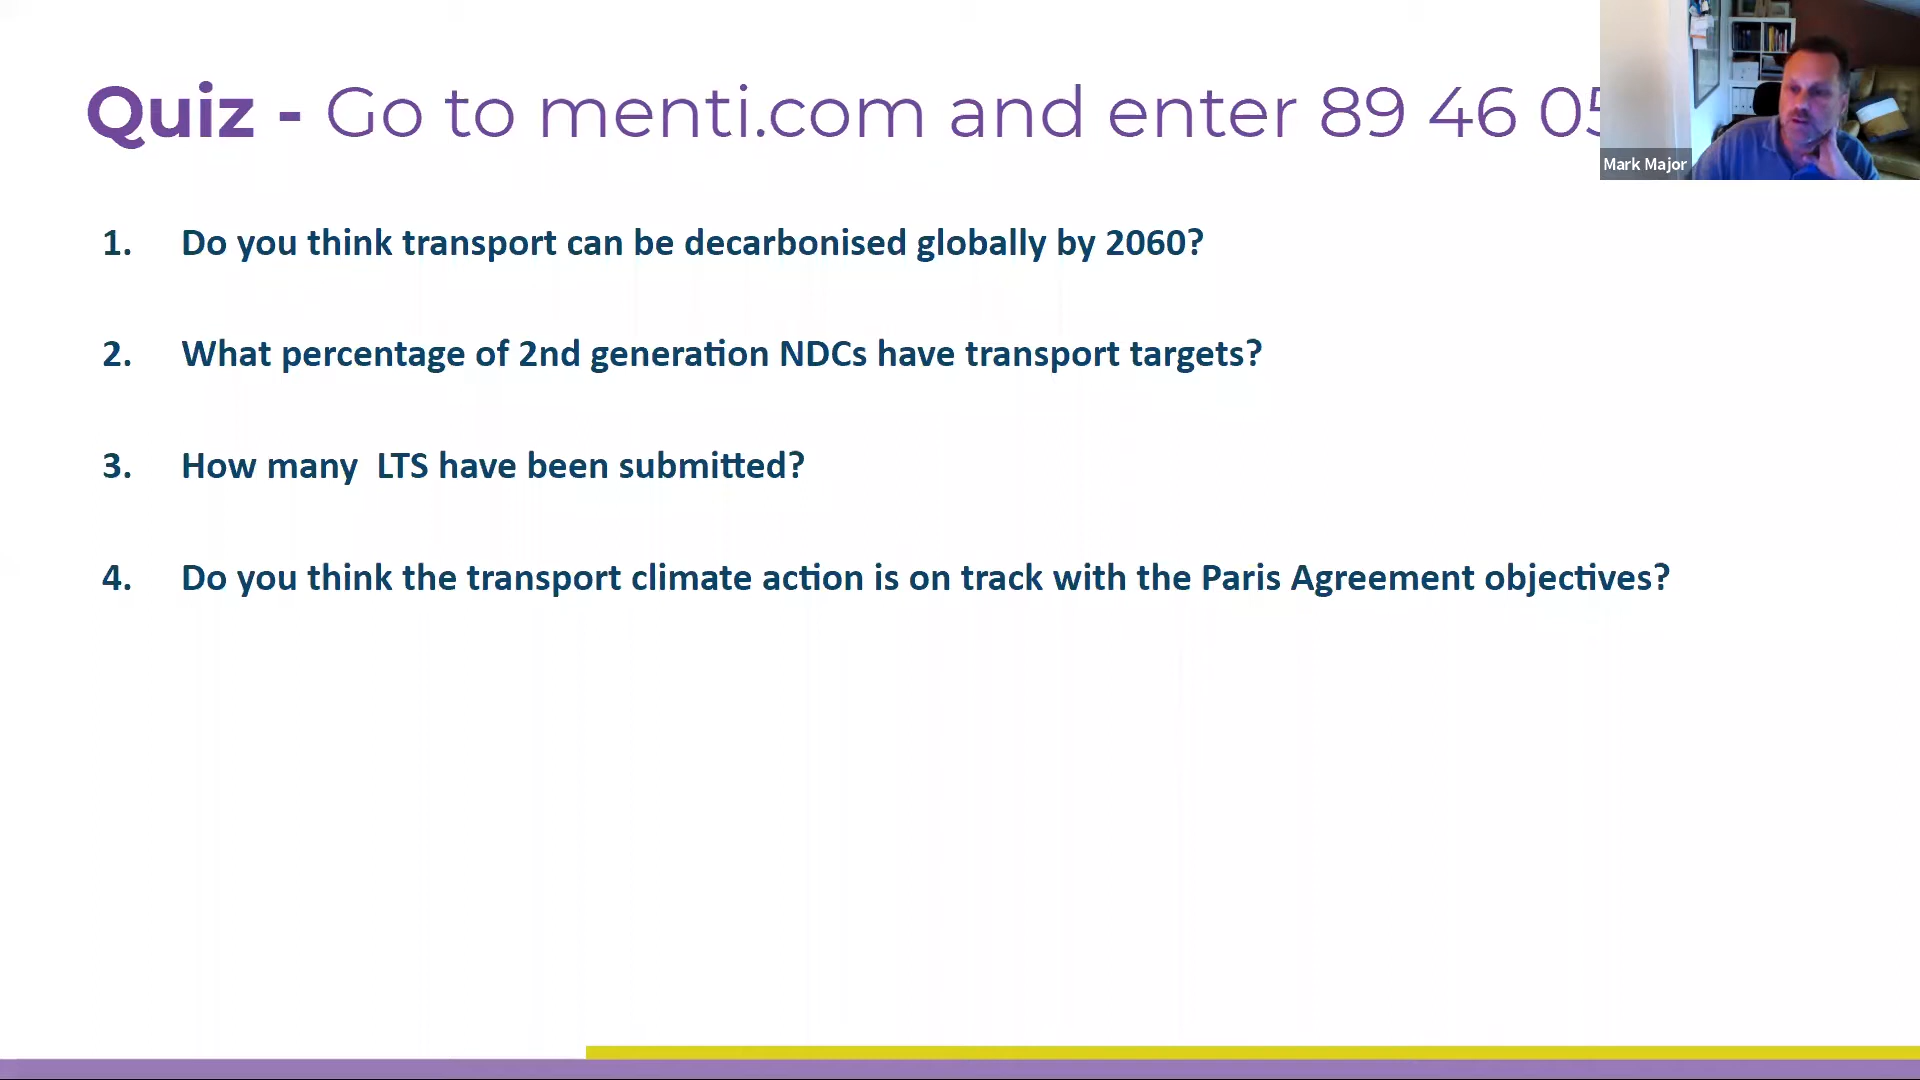 Quiz - Go to menti.com and enter 89 46 05
Mark Major
1. Do you think transport can be decarbonised globally by 2060?
2. What percentage of 2nd generation NDCs have transport targets?
3. How many  LTS have been submitted?
4. Do you think the transport climate action is on track with the Paris Agreement objectives?